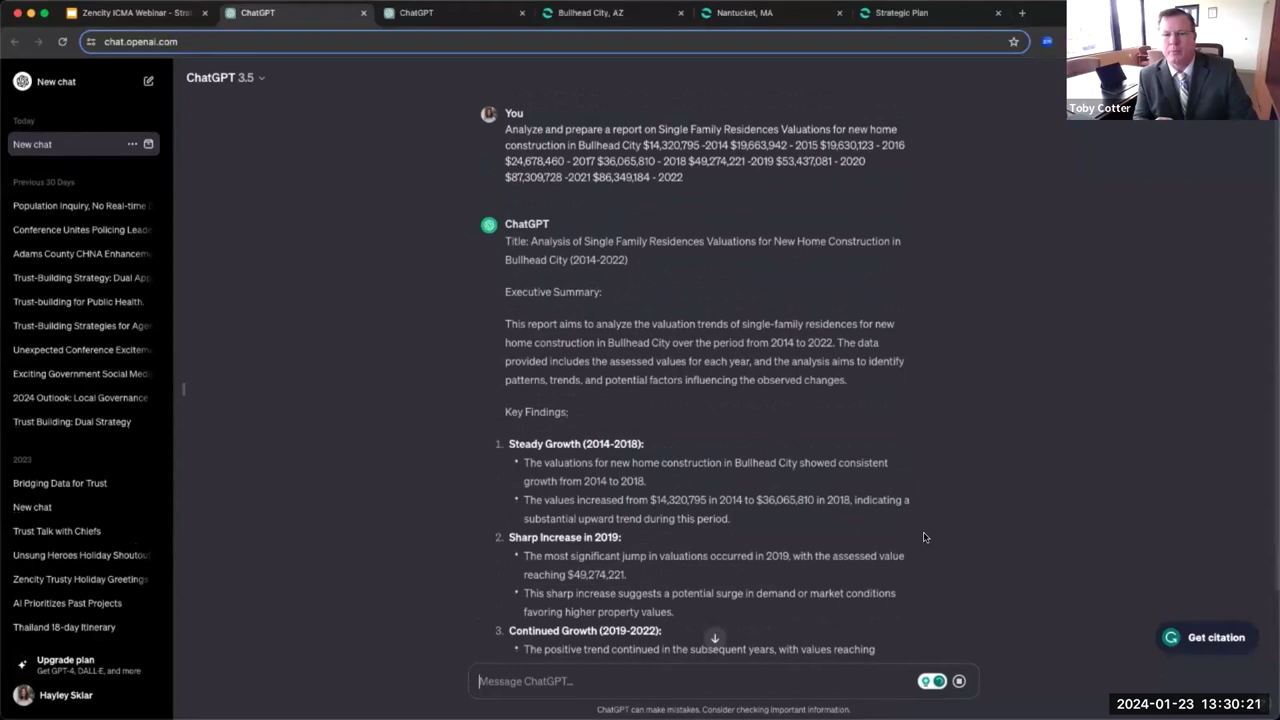 Zencity ICMA Webinar - Stra
ChatGPT
ChatGPT
Bullhead City, AZ
Nantucket, MA
Strategic Plan
chat.openai.com
Toby Cotter
New chat
Today
New chat
Previous 30 Days
Population Inquiry, No Real-time
Conference Unites Policing Leade
Adams County CHNA Enhancem
Trust-Building Strategy: Dual App
Trust-building for Public Health.
Trust-Building Strategies for Age
Unexpected Conference Excitem
Exciting Government Social Med
2024 Outlook: Local Governance
Trust Building: Dual Strategy
2023
Bridging Data for Trust
New chat
Trust Talk with Chiefs
Unsung Heroes Holiday Shoutou
Zencity Trusty Holiday Greetings
AI Prioritizes Past Projects
Thailand 18-day Itinerary
Upgrade plan
Get GPT-4, DALL·E, and more
Hayley Sklar
ChatGPT 3.5
You
Analyze and prepare a report on Single Family Residences Valuations for new home
construction in Bullhead City $14,320,795 -2014 $19,663,942 - 2015 $19,630,123 - 2016
$24,678,460 - 2017 $36,065,810 - 2018 $49,274,221 -2019 $53,437,081 - 2020
$87,309,728 -2021 $86,349,184 - 2022
ChatGPT
Title: Analysis of Single Family Residences Valuations for New Home Construction in
Bullhead City (2014-2022)
Executive Summary:
This report aims to analyze the valuation trends of single-family residences for new
home construction in Bullhead City over the period from 2014 to 2022. The data
provided includes the assessed values for each year, and the analysis aims to identify
patterns, trends, and potential factors influencing the observed changes.
Key Findings:
1. Steady Growth (2014-2018):
• The valuations for new home construction in Bullhead City showed consistent
growth from 2014 to 2018.
• The values increased from $14,320,795 in 2014 to $36,065,810 in 2018, indicating a
substantial upward trend during this period.
2. Sharp Increase in 2019:
• The most significant jump in valuations occurred in 2019, with the assessed value
reaching $49,274,221.
• This sharp increase suggests a potential surge in demand or market conditions
favoring higher property values.
3. Continued Growth (2019-2022):
• The positive trend continued in the subsequent years, with values reaching
Get citation
Message ChatGPT...
ChatGPT can make mistakes. Consider checking important information.
2024-01-23 13:30:21